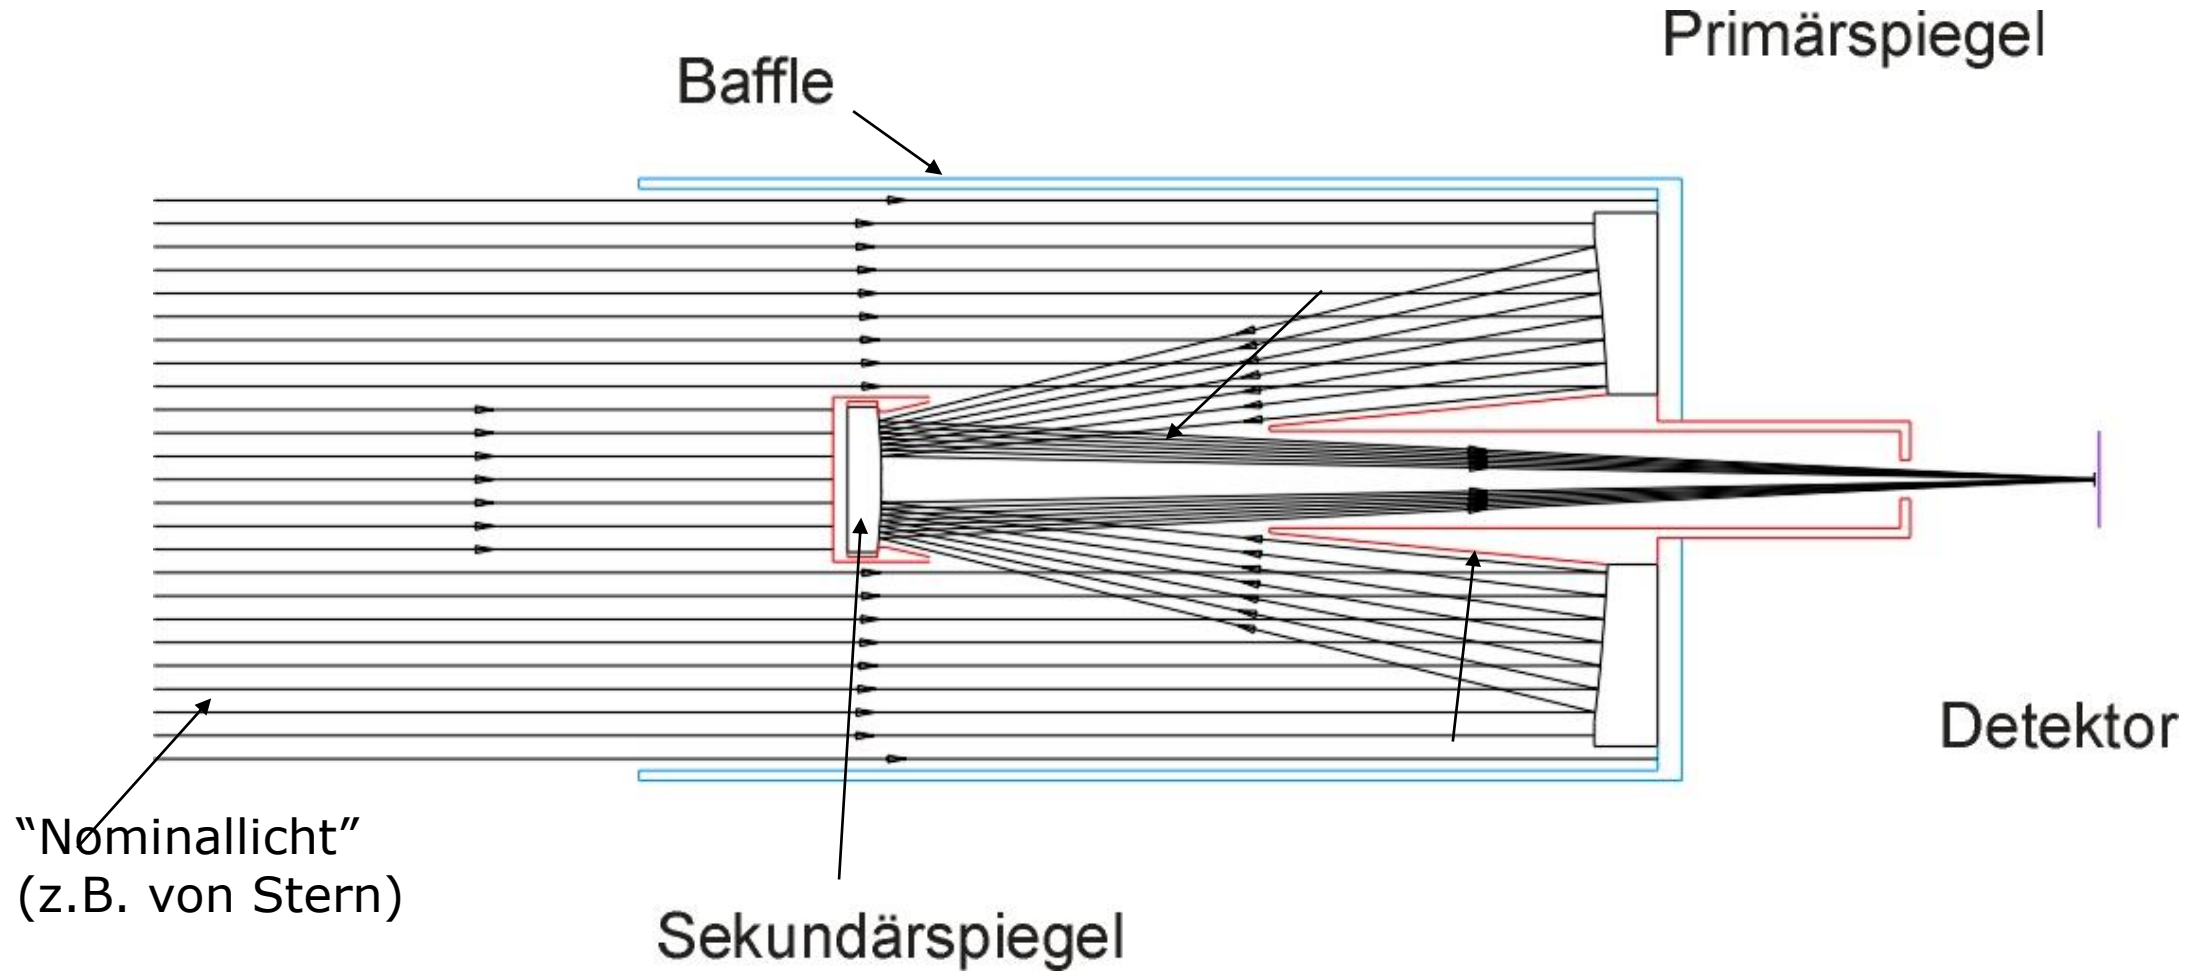 Primärspiegel
Baffle
Detektor
“Nominallicht”
(z.B. von Stern)
Sekundärspiegel